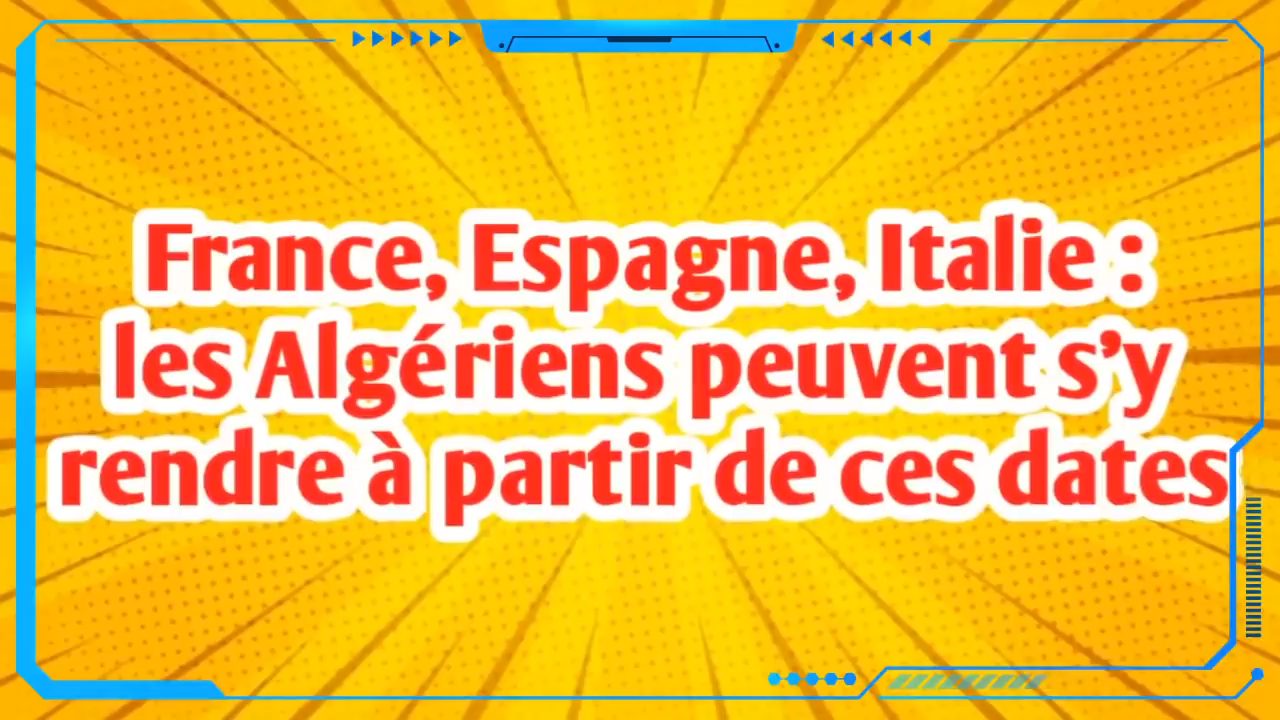 France, Espagne, Italie :
les Algériens peuvent s’y
rendre à partir de ces dates